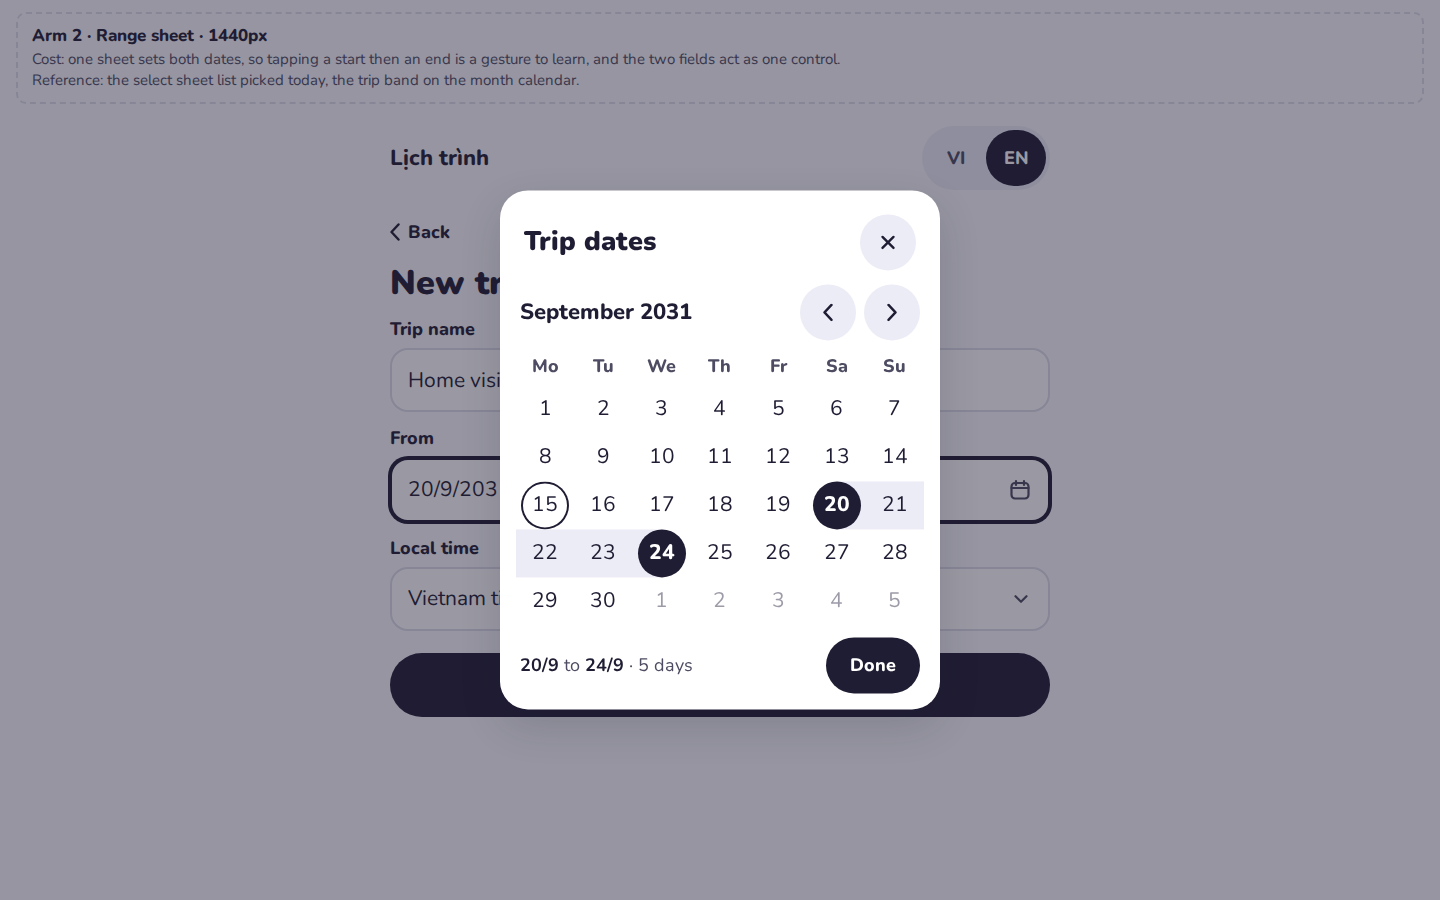 Arm 2 · Range sheet · 1440px
Cost: one sheet sets both dates, so tapping a start then an end is a gesture to learn, and the two fields act as one control.
Reference: the select sheet list picked today, the trip band on the month calendar.
Lịch trình
VI EN
Back
New tr
Trip name
Home visi
From
20/9/203
Local time
Vietnam ti
Trip dates
September 2031
Mo Tu We Th Fr Sa Su
1 2 3 4 5 6 7
8 9 10 11 12 13 14
15 16 17 18 19 20 21
22 23 24 25 26 27 28
29 30 1 2 3 4 5
20/9 to 24/9 · 5 days
Done